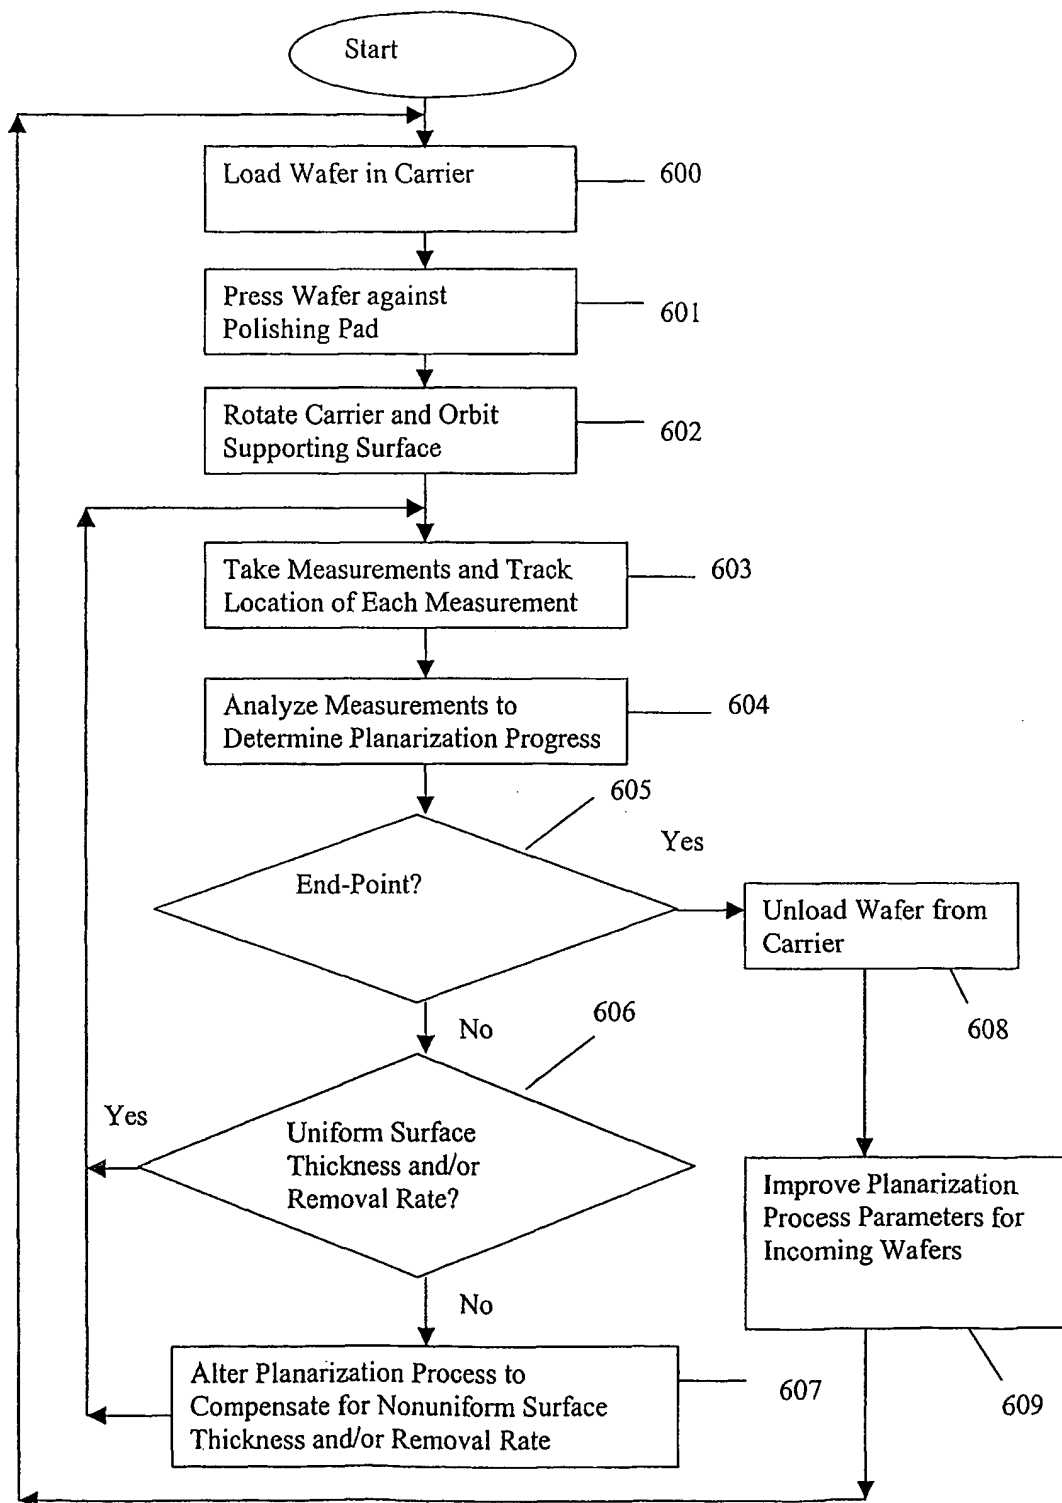 Start
Load Wafer in Carrier
600
Press Wafer against
Polishing Pad
601
Rotate Carrier and Orbit
Supporting Surface
602
Take Measurements and Track
Location of Each Measurement
603
Analyze Measurements to
Determine Planarization Progress
604
605
End-Point?
Yes
Unload Wafer from
Carrier
608
No
606
Yes
Uniform Surface
Thickness and/or
Removal Rate?
Improve Planarization
Process Parameters for
Incoming Wafers
609
No
Alter Planarization Process to
Compensate for Nonuniform Surface
Thickness and/or Removal Rate
607